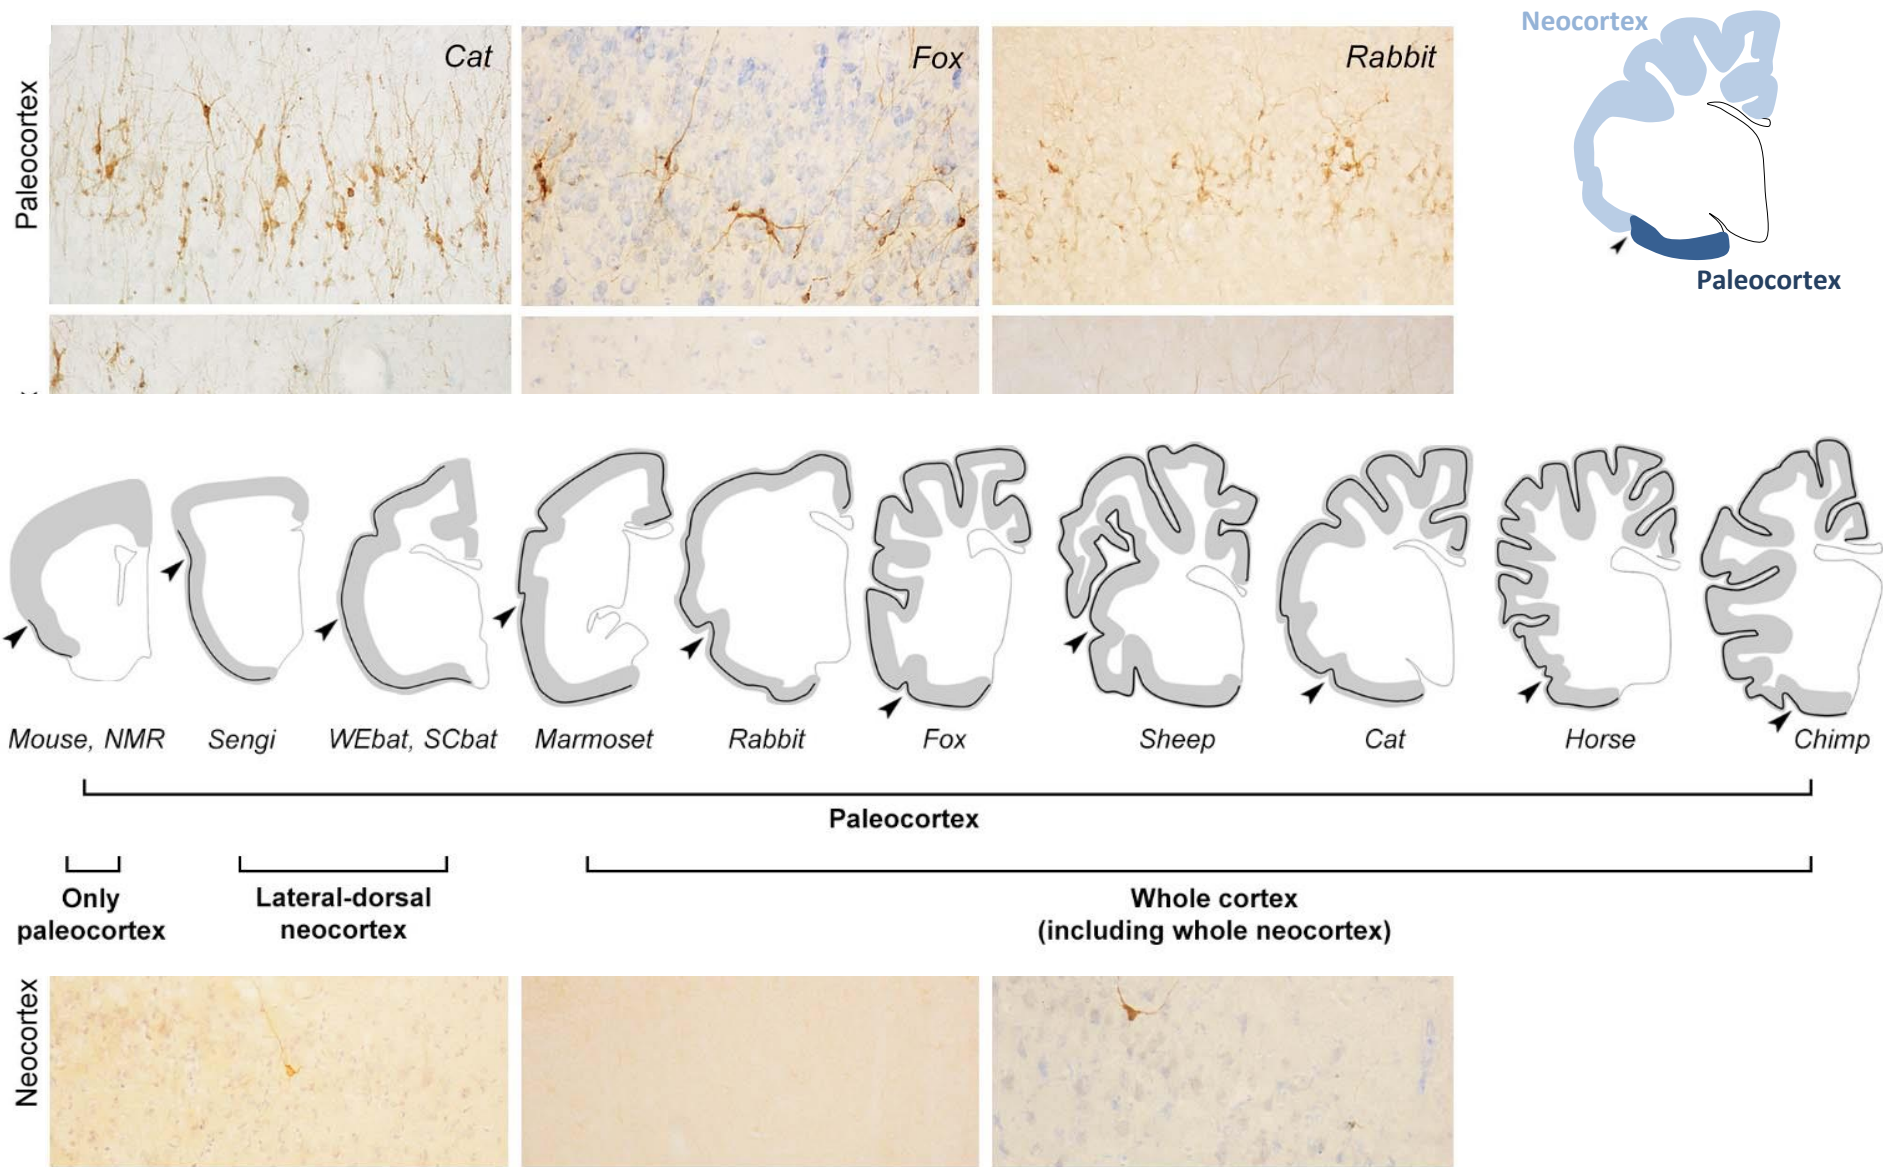 Neocortex
Paleocortex
Cat
Fox
Rabbit
Paleocortex
Mouse, NMR
Sengi
WEbat, SCbat
Marmoset
Rabbit
Fox
Sheep
Cat
Horse
Chimp
Paleocortex
Only
paleocortex
Lateral-dorsal
neocortex
Whole cortex
(including whole neocortex)
Neocortex